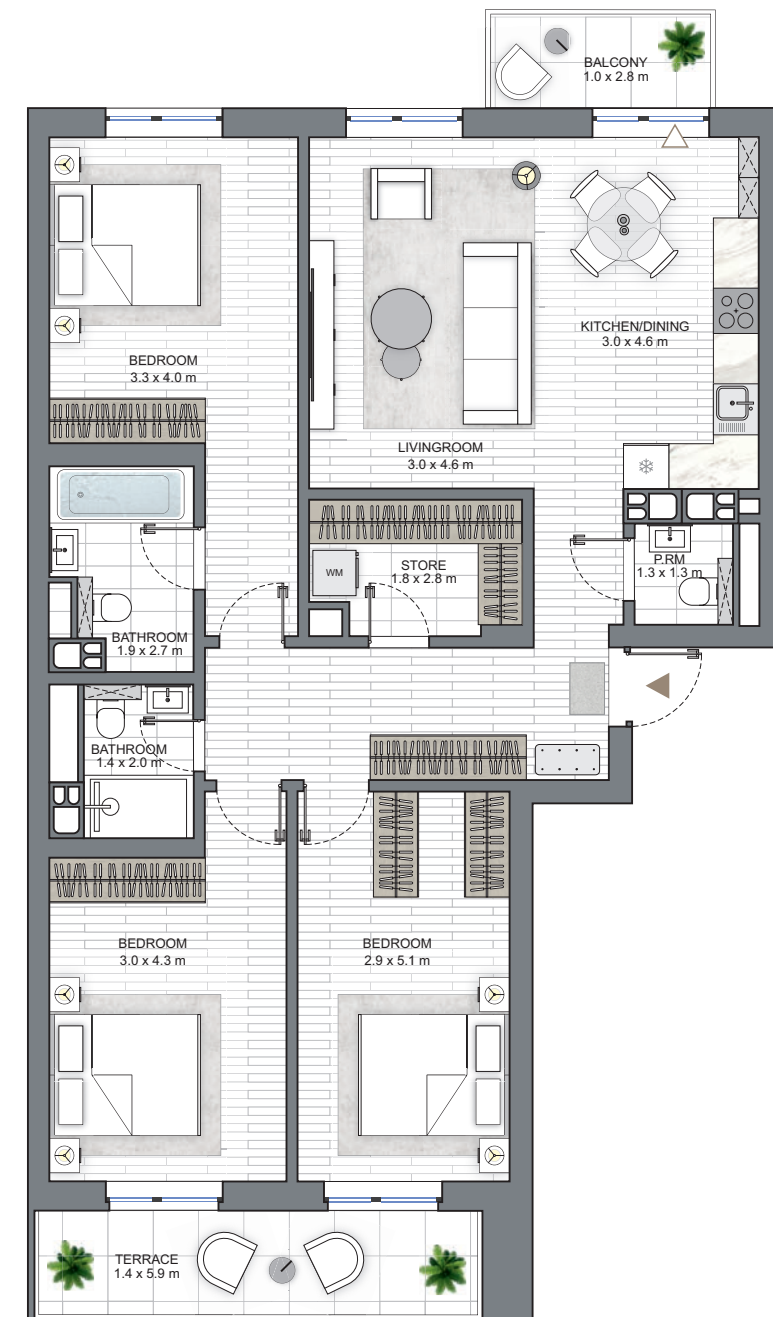 BALCONY
1.0 x 2.8 m
BEDROOM
3.3 x 4.0 m
KITCHEN/DINING
3.0 x 4.6 m
LIVINGROOM
3.0 x 4.6 m
STORE
1.8 x 2.8 m
WM
P.RM
1.3 x 1.3 m
BATHROOM
1.9 x 2.7 m
BATHROOM
1.4 x 2.0 m
BEDROOM
3.0 x 4.3 m
BEDROOM
2.9 x 5.1 m
TERRACE
1.4 x 5.9 m